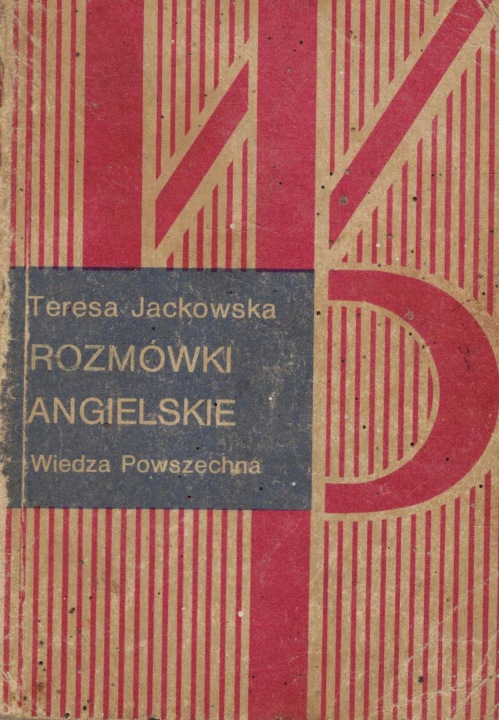 Teresa Jackowska
ROZMÓWKI
ANGIELSKIE
Wiedza Powszechna